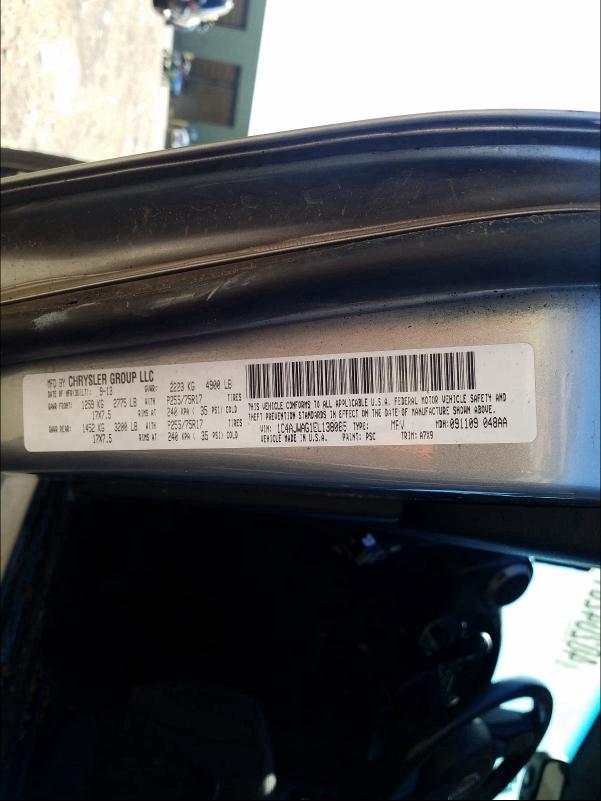 MFD BY CHRYSLER GROUP LLC
DATE OF MFR 9-13 GVWR: 2223 KG 4900 LB
GAWR FRONT: 1259 KG 2775 LB WITH P255/75R17 TIRES
17X7.5 RIMS AT 240 KPA ( 35 PSI) COLD
GAWR REAR: 1452 KG 3200 LB WITH P255/75R17 TIRES
17X7.5 RIMS AT 240 KPA ( 35 PSI) COLD
THIS VEHICLE CONFORMS TO ALL APPLICABLE U.S.A. FEDERAL MOTOR VEHICLE SAFETY AND
THEFT PREVENTION STANDARDS IN EFFECT ON THE DATE OF MANUFACTURE SHOWN ABOVE.
VIN: 1C4AJWAG1EL138065 TYPE: MPV MDH:091109 048AA
VEHICLE MADE IN U.S.A. PAINT: PSC TRIM: A7X9